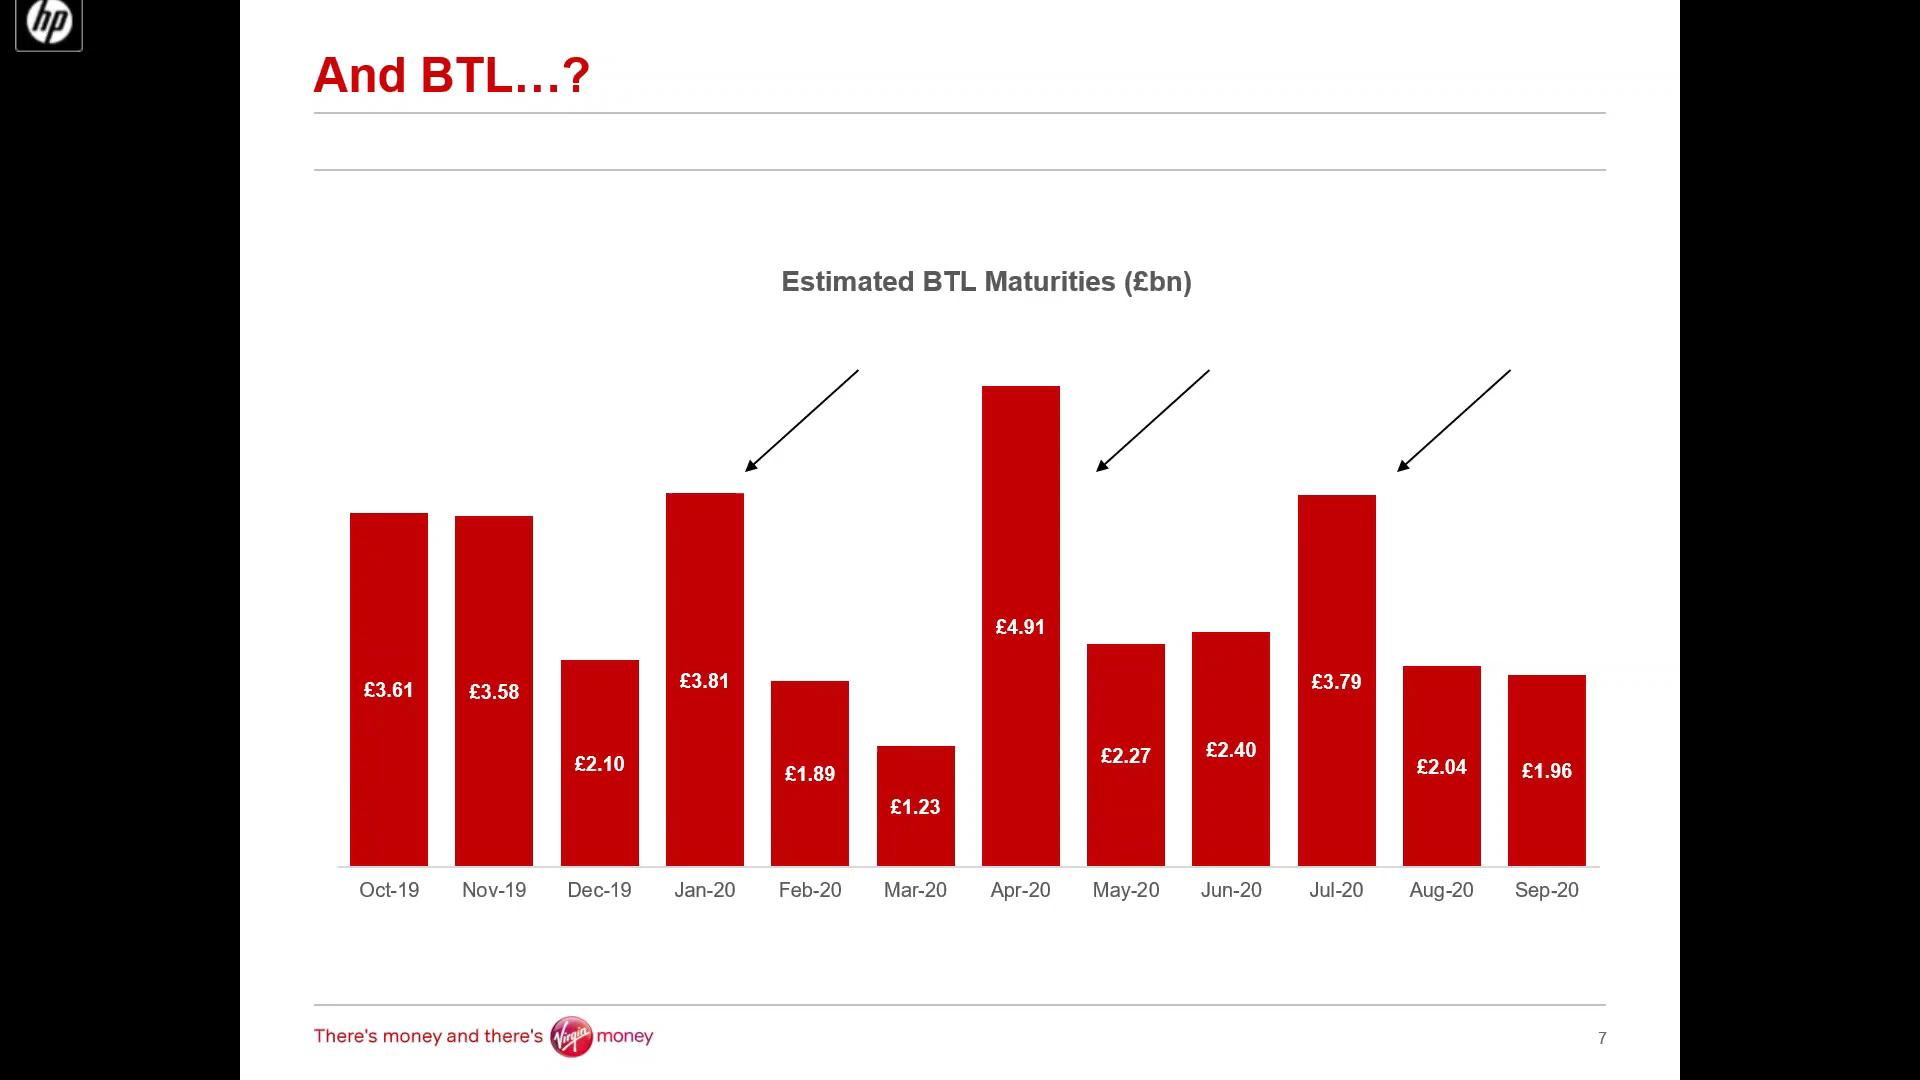 hp
And BTL...?
Estimated BTL Maturities (£bn)
£3.61
£3.58
£2.10
£3.81
£1.89
£1.23
£4.91
£2.27
£2.40
£3.79
£2.04
£1.96
Oct-19 Nov-19 Dec-19 Jan-20 Feb-20 Mar-20 Apr-20 May-20 Jun-20 Jul-20 Aug-20 Sep-20
There's money and there's Virgin money
7